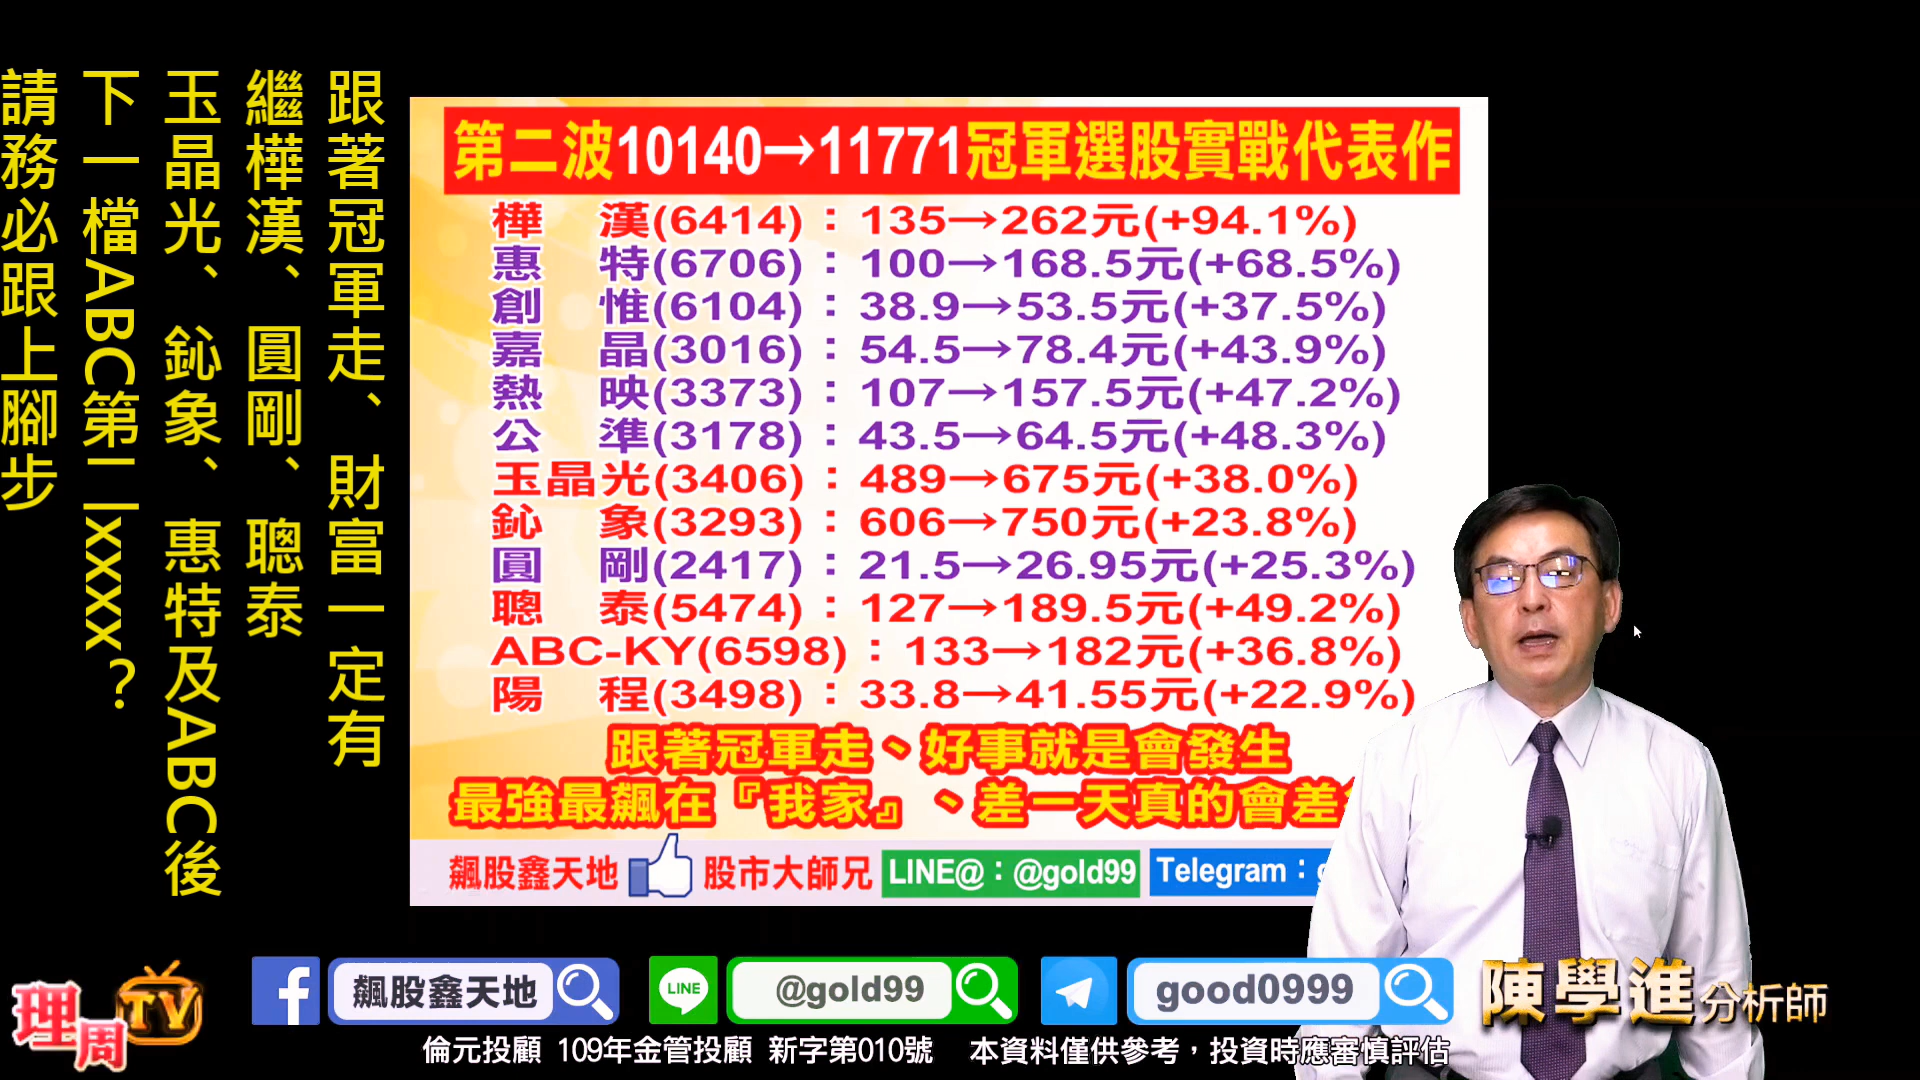 跟著冠軍走、財富一定有
繼樺漢、圓剛、聰泰
玉晶光、鈊象、惠特及ABC後
下一檔ABC第二xxxx?
請務必跟上腳步
第二波10140→11771冠軍選股實戰代表作
樺 漢(6414)：135→262元(+94.1%)
惠 特(6706)：100→168.5元(+68.5%)
創 惟(6104)：38.9→53.5元(+37.5%)
嘉 晶(3016)：54.5→78.4元(+43.9%)
熱 映(3373)：107→157.5元(+47.2%)
公 準(3178)：43.5→64.5元(+48.3%)
玉晶光(3406)：489→675元(+38.0%)
鈊 象(3293)：606→750元(+23.8%)
圓 剛(2417)：21.5→26.95元(+25.3%)
聰 泰(5474)：127→189.5元(+49.2%)
ABC-KY(6598)：133→182元(+36.8%)
陽 程(3498)：33.8→41.55元(+22.9%)
跟著冠軍走、好事就是會發生
最強最飆在『我家』、差一天真的會差
飆股鑫天地 股市大師兄 LINE@：@gold99 Telegram：g
理周TV 飆股鑫天地 LINE @gold99 good0999 陳學進分析師
倫元投顧 109年金管投顧 新字第010號 本資料僅供參考，投資時應審慎評估